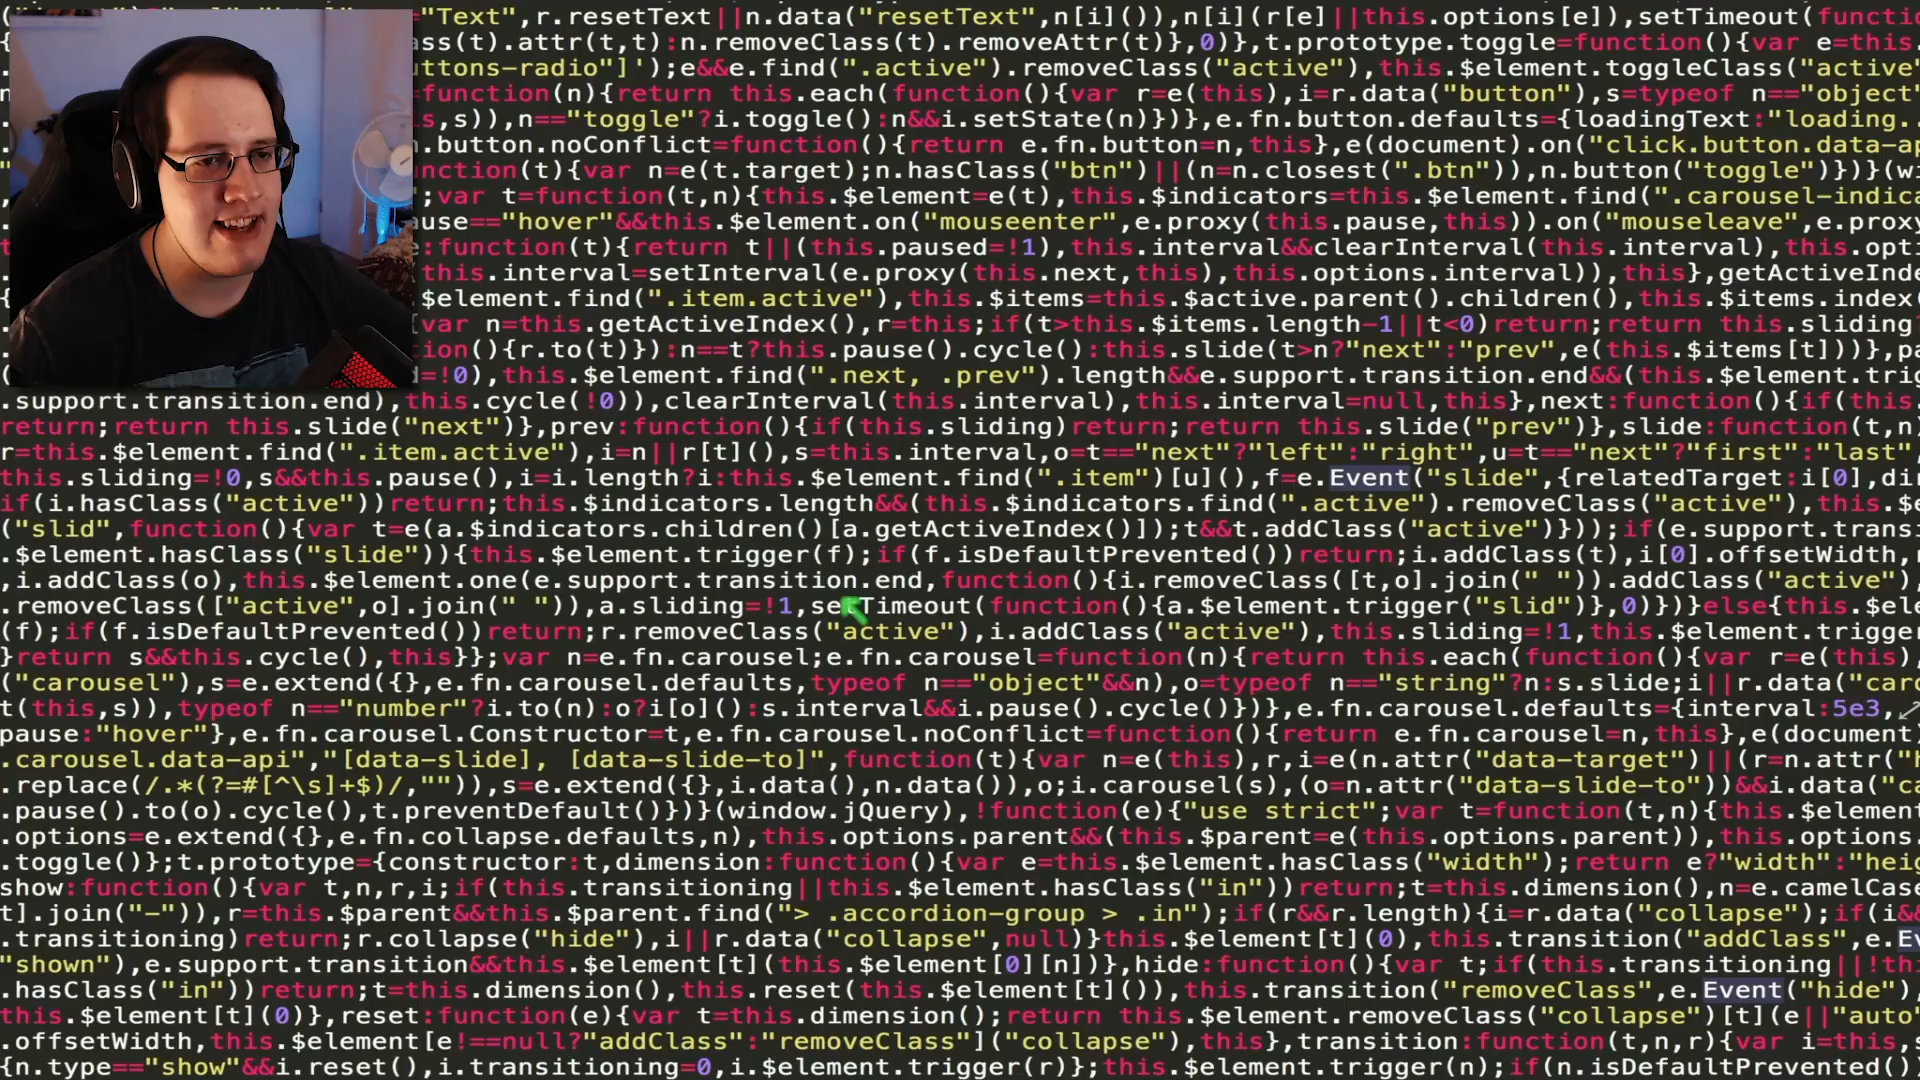 ="Text",r.resetText||n.data("resetText",n[i]()),n[i](r[e]||this.options[e]),setTimeout(functio
ass(t).attr(t,t):n.removeClass(t).removeAttr(t)},0)},t.prototype.toggle=function(){var e=this.
uttons-radio"]');e&&e.find(".active").removeClass("active"),this.$element.toggleClass("active"
function(n){return this.each(function(){var r=e(this),i=r.data("button"),s=typeof n=="object"
s,s)),n=="toggle"?i.toggle():n&&i.setState(n)})},e.fn.button.defaults={loadingText:"loading..
.button.noConflict=function(){return e.fn.button=n,this},e(document).on("click.button.data-ap
nction(t){var n=e(t.target);n.hasClass("btn")||(n=n.closest(".btn")),n.button("toggle")})}(wi
";var t=function(t,n){this.$element=e(t),this.$indicators=this.$element.find(".carousel-indica
ause=="hover"&&this.$element.on("mouseenter",e.proxy(this.pause,this)).on("mouseleave",e.proxy
:function(t){return t||(this.paused=!1),this.interval&&clearInterval(this.interval),this.opti
this.interval=setInterval(e.proxy(this.next,this),this.options.interval)),this},getActiveInde
$element.find(".item.active"),this.$items=this.$active.parent().children(),this.$items.index(
{var n=this.getActiveIndex(),r=this;if(t>this.$items.length-1||t<0)return;return this.sliding?
ion(){r.to(t)}):n==t?this.pause().cycle():this.slide(t>n?"next":"prev",e(this.$items[t]))},pa
(=!0),this.$element.find(".next, .prev").length&&e.support.transition.end&&(this.$element.trig
.support.transition.end),this.cycle(!0)),clearInterval(this.interval),this.interval=null,this},next:function(){if(this.
return;return this.slide("next")},prev:function(){if(this.sliding)return;return this.slide("prev")},slide:function(t,n)
r=this.$element.find(".item.active"),i=n||r[t](),s=this.interval,o=t=="next"?"left":"right",u=t=="next"?"first":"last",
this.sliding=!0,s&&this.pause(),i=i.length?i:this.$element.find(".item")[u](),f=e.Event("slide",{relatedTarget:i[0],dir
if(i.hasClass("active"))return;this.$indicators.length&&(this.$indicators.find(".active").removeClass("active"),this.$e
("slid",function(){var t=e(a.$indicators.children()[a.getActiveIndex()]);t&&t.addClass("active")}));if(e.support.transi
.$element.hasClass("slide")){this.$element.trigger(f);if(f.isDefaultPrevented())return;i.addClass(t),i[0].offsetWidth,
,i.addClass(o),this.$element.one(e.support.transition.end,function(){i.removeClass([t,o].join(" ")).addClass("active")
.removeClass(["active",o].join(" ")),a.sliding=!1,setTimeout(function(){a.$element.trigger("slid")},0)})}else{this.$ele
(f);if(f.isDefaultPrevented())return;r.removeClass("active"),i.addClass("active"),this.sliding=!1,this.$element.trigger
}return s&&this.cycle(),this}};var n=e.fn.carousel;e.fn.carousel=function(n){return this.each(function(){var r=e(this),
("carousel"),s=e.extend({},e.fn.carousel.defaults,typeof n=="object"&&n),o=typeof n=="string"?n:s.slide;i||r.data("caro
t(this,s)),typeof n=="number"?i.to(n):o?i[o]():s.interval&&i.pause().cycle()})},e.fn.carousel.defaults={interval:5e3,
pause:"hover"},e.fn.carousel.Constructor=t,e.fn.carousel.noConflict=function(){return e.fn.carousel=n,this},e(document
.carousel.data-api","[data-slide], [data-slide-to]",function(t){var n=e(this),r,i=e(n.attr("data-target")||(r=n.attr("h
.replace(/.*(?=#[^\s]+$)/,"")),s=e.extend({},i.data(),n.data()),o;i.carousel(s),(o=n.attr("data-slide-to"))&&i.data("ca
.pause().to(o).cycle(),t.preventDefault()})}(window.jQuery),!function(e){"use strict";var t=function(t,n){this.$element
.options=e.extend({},e.fn.collapse.defaults,n),this.options.parent&&(this.$parent=e(this.options.parent)),this.options
.toggle()};t.prototype={constructor:t,dimension:function(){var e=this.$element.hasClass("width");return e?"width":"heig
show:function(){var t,n,r,i;if(this.transitioning||this.$element.hasClass("in"))return;t=this.dimension(),n=e.camelCase
t].join("-")),r=this.$parent&&this.$parent.find("> .accordion-group > .in");if(r&&r.length){i=r.data("collapse");if(i&&
.transitioning)return;r.collapse("hide"),i||r.data("collapse",null)}this.$element[t](0),this.transition("addClass",e.Ev
"shown"),e.support.transition&&this.$element[t](this.$element[0][n])},hide:function(){var t;if(this.transitioning||!thi
.hasClass("in"))return;t=this.dimension(),this.reset(this.$element[t]()),this.transition("removeClass",e.Event("hide"),
this.$element[t](0)},reset:function(e){var t=this.dimension();return this.$element.removeClass("collapse")[t](e||"auto"
.offsetWidth,this.$element[e!==null?"addClass":"removeClass"]("collapse"),this},transition:function(t,n,r){var i=this,s
{n.type=="show"&&i.reset(),i.transitioning=0,i.$element.trigger(r)};this.$element.trigger(n);if(n.isDefaultPrevented()